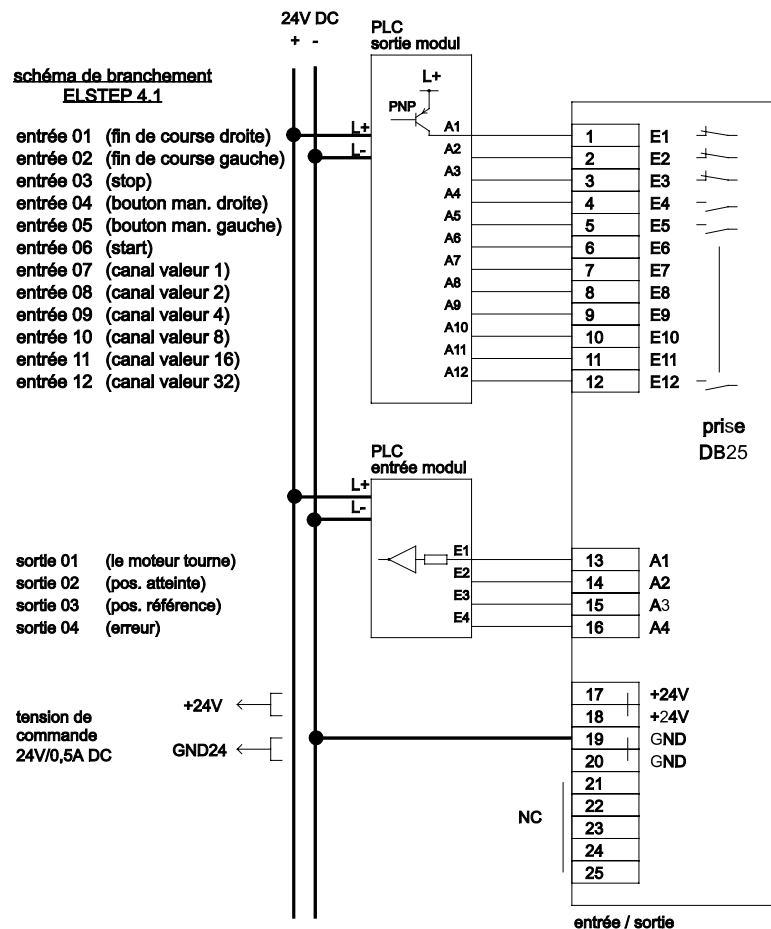 24V DC
+ -
schéma de branchement
ELSTEP 4.1
PLC
sortie modul
L+
PNP
L+
L-
entrée 01 (fin de course droite)
entrée 02 (fin de course gauche)
entrée 03 (stop)
entrée 04 (bouton man. droite)
entrée 05 (bouton man. gauche)
entrée 06 (start)
entrée 07 (canal valeur 1)
entrée 08 (canal valeur 2)
entrée 09 (canal valeur 4)
entrée 10 (canal valeur 8)
entrée 11 (canal valeur 16)
entrée 12 (canal valeur 32)
A1 1 E1
A2 2 E2
A3 3 E3
A4 4 E4
A5 5 E5
A6 6 E6
A7 7 E7
A8 8 E8
A9 9 E9
A10 10 E10
A11 11 E11
A12 12 E12
prise
DB25
PLC
entrée modul
L+
L-
sortie 01 (le moteur tourne)
sortie 02 (pos. atteinte)
sortie 03 (pos. référence)
sortie 04 (erreur)
E1 13 A1
E2 14 A2
E3 15 A3
E4 16 A4
tension de
commande
24V/0,5A DC
+24V
GND24
17 +24V
18 +24V
19 GND
20 GND
21
22
23
24
25
NC
entrée / sortie